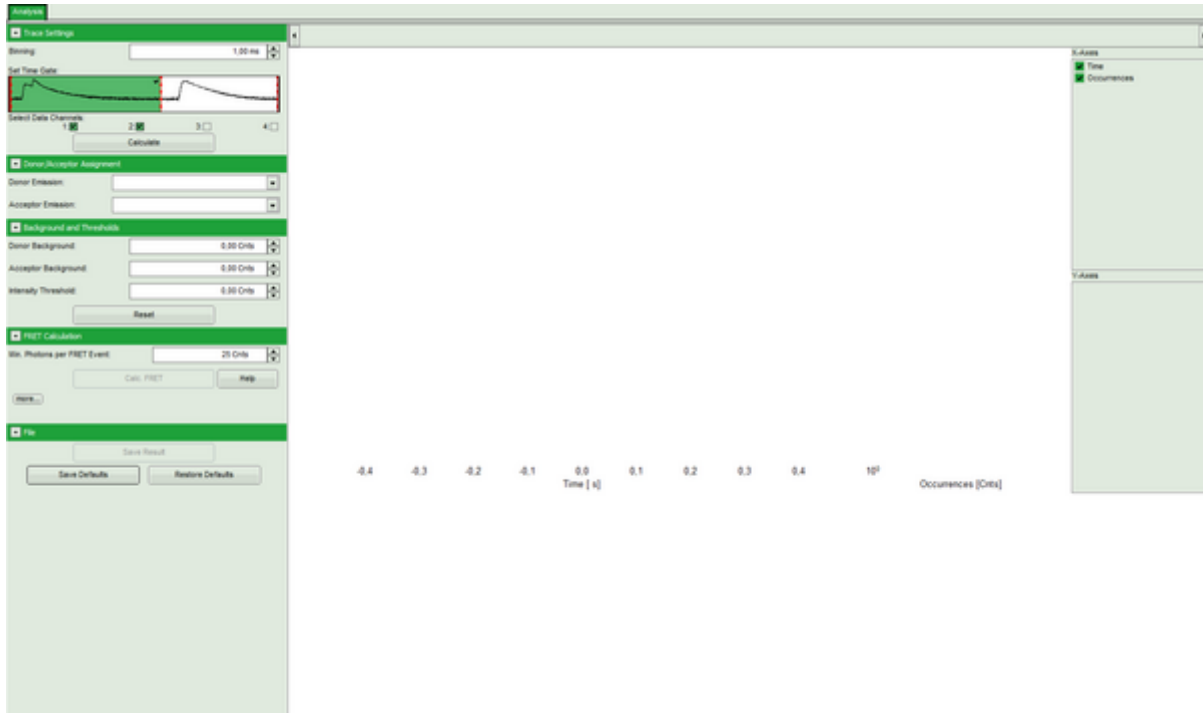 Analysis
Trace Settings
Binning: 1,00 ms
Set Time Gate:
Select Data Channels:
1: 2: 3: 4:
Calculate
Donor/Acceptor Assignment
Donor Emission:
Acceptor Emission:
Background and Thresholds
Donor Background: 0,00 Cnts
Acceptor Background: 0,00 Cnts
Intensity Threshold: 0,00 Cnts
Reset
FRET Calculation
Min. Photons per FRET Event: 25 Cnts
Calc. FRET Help
more...
File
Save Result
Save Defaults Restore Defaults
-0,4 -0,3 -0,2 -0,1 0,0 0,1 0,2 0,3 0,4 10⁰
Time [ s] Occurrences [Cnts]
X-Axes
Time
Occurrences
Y-Axes